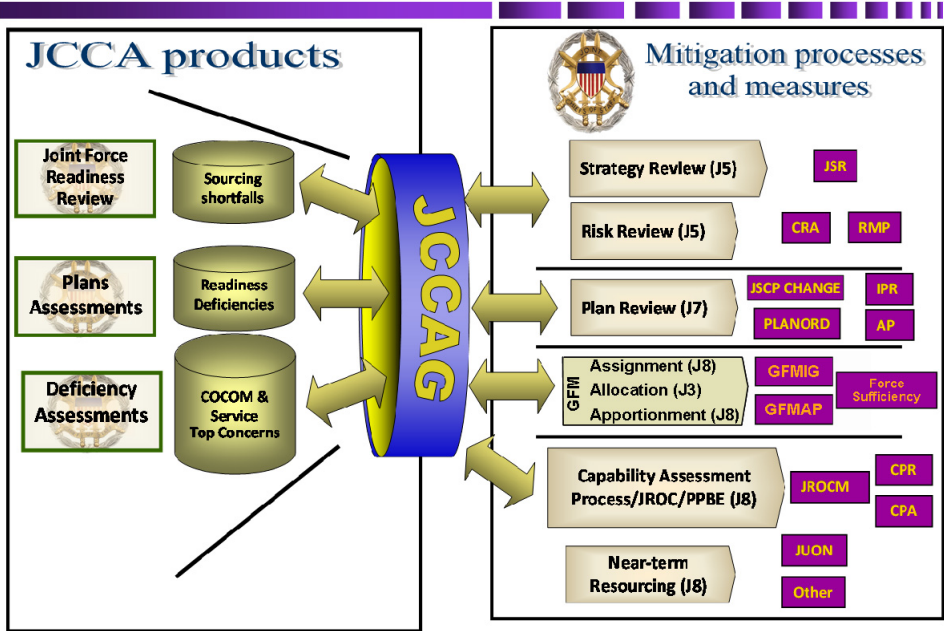 JCCA products
Joint Force
Readiness
Review
Sourcing
shortfalls
Plans
Assessments
Readiness
Deficiencies
Deficiency
Assessments
COCOM &
Service
Top Concerns
JCCAG
Mitigation processes
and measures
Strategy Review (J5)
JSR
Risk Review (J5)
CRA
RMP
Plan Review (J7)
JSCP CHANGE
IPR
PLANORD
AP
GFM
Assignment (J8)
Allocation (J3)
Apportionment (J8)
GFMIG
GFMAP
Force
Sufficiency
Capability Assessment
Process/JROC/PPBE (J8)
JROCM
CPR
CPA
Near-term
Resourcing (J8)
JUON
Other